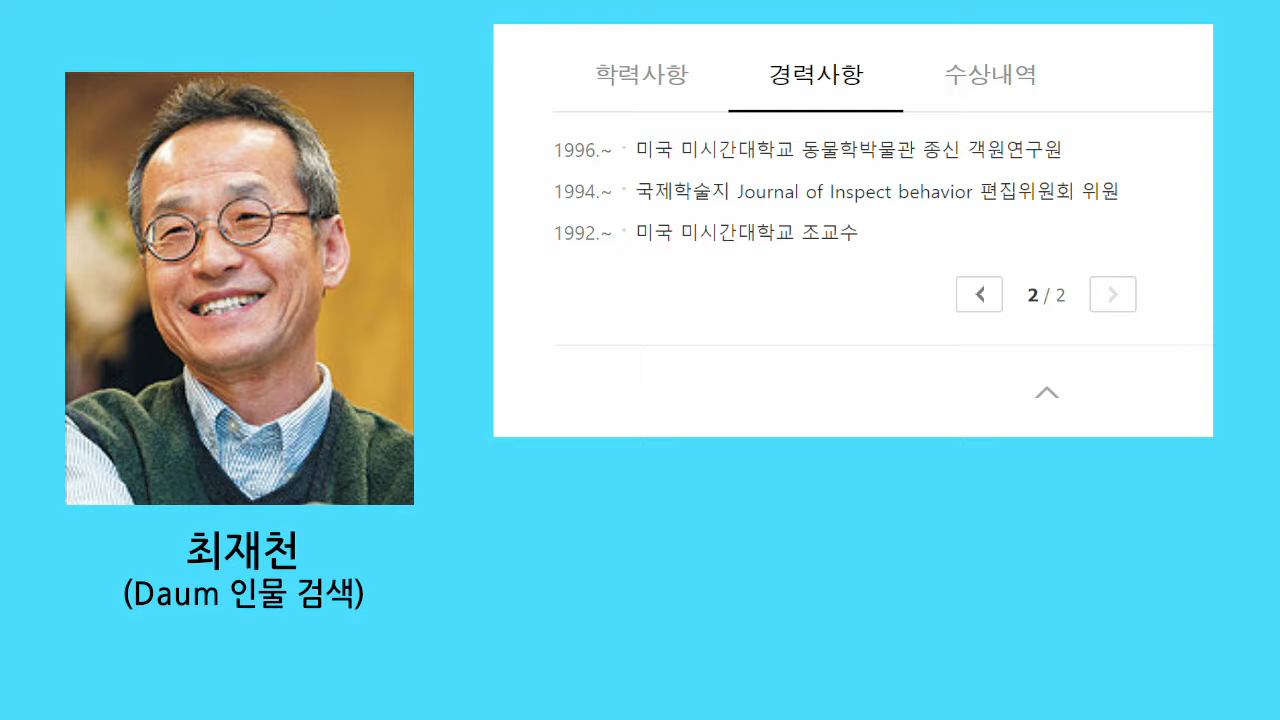 학력사항 경력사항 수상내역
1996.~ 미국 미시간대학교 동물학박물관 종신 객원연구원
1994.~ 국제학술지 Journal of Inspect behavior 편집위원회 위원
1992.~ 미국 미시간대학교 조교수
2 / 2
최재천
(Daum 인물 검색)